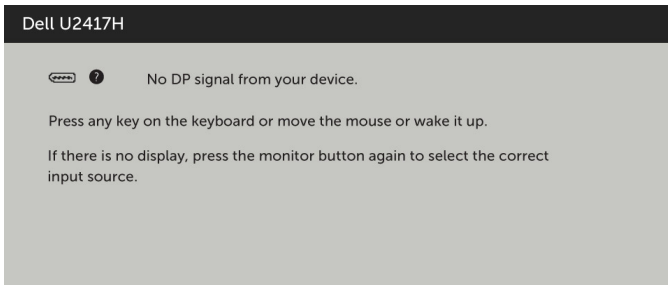 Dell U2417H
? No DP signal from your device.
Press any key on the keyboard or move the mouse or wake it up.
If there is no display, press the monitor button again to select the correct
input source.